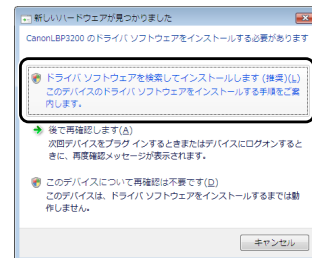 新しいハードウェアが見つかりました
CanonLBP3200 のドライバ ソフトウェアをインストールする必要があります
ドライバ ソフトウェアを検索してインストールします (推奨)(L)
このデバイスのドライバ ソフトウェアをインストールする手順をご案
内します。
後で再確認します(A)
次回デバイスをプラグ インするときまたはデバイスにログオンすると
きに、再度確認メッセージが表示されます。
このデバイスについて再確認は不要です(D)
このデバイスは、ドライバ ソフトウェアをインストールするまでは動
作しません。
キャンセル